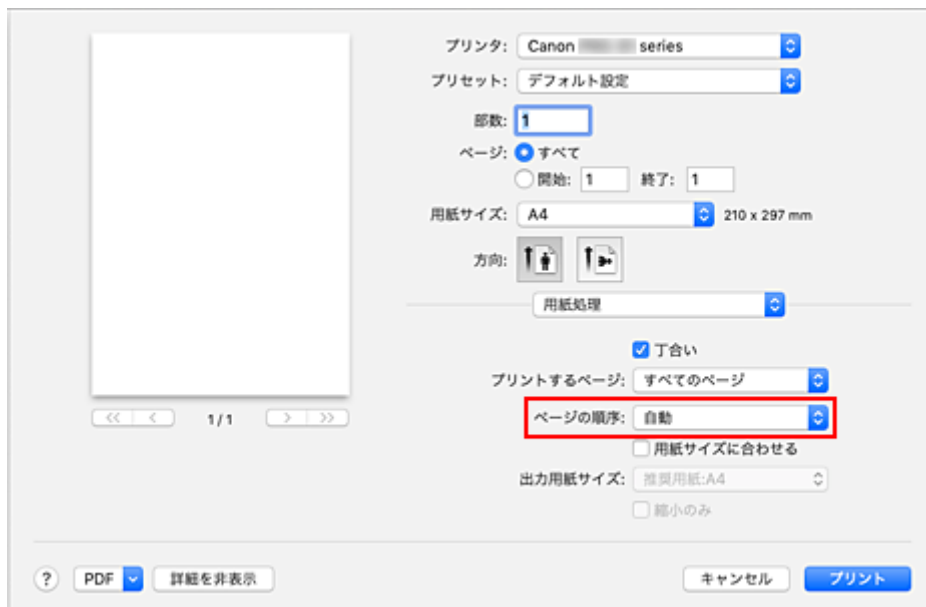 プリンタ: Canon series
プリセット: デフォルト設定
部数: 1
ページ: すべて
開始: 1 終了: 1
用紙サイズ: A4 210 x 297 mm
方向:
用紙処理
丁合い
プリントするページ: すべてのページ
<< < 1/1 > >>
ページの順序: 自動
用紙サイズに合わせる
出力用紙サイズ: 推奨用紙:A4
縮小のみ
? PDF 詳細を非表示 キャンセル プリント